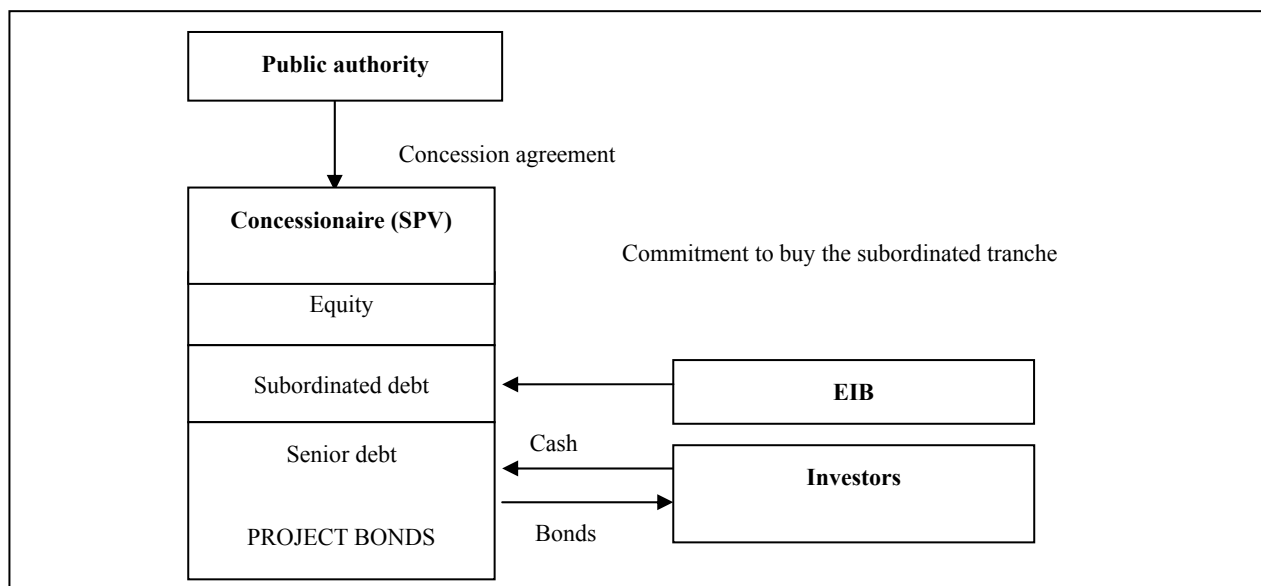 Public authority
Concession agreement
Concessionaire (SPV)
Commitment to buy the subordinated tranche
Equity
Subordinated debt
EIB
Cash
Senior debt
Investors
PROJECT BONDS
Bonds